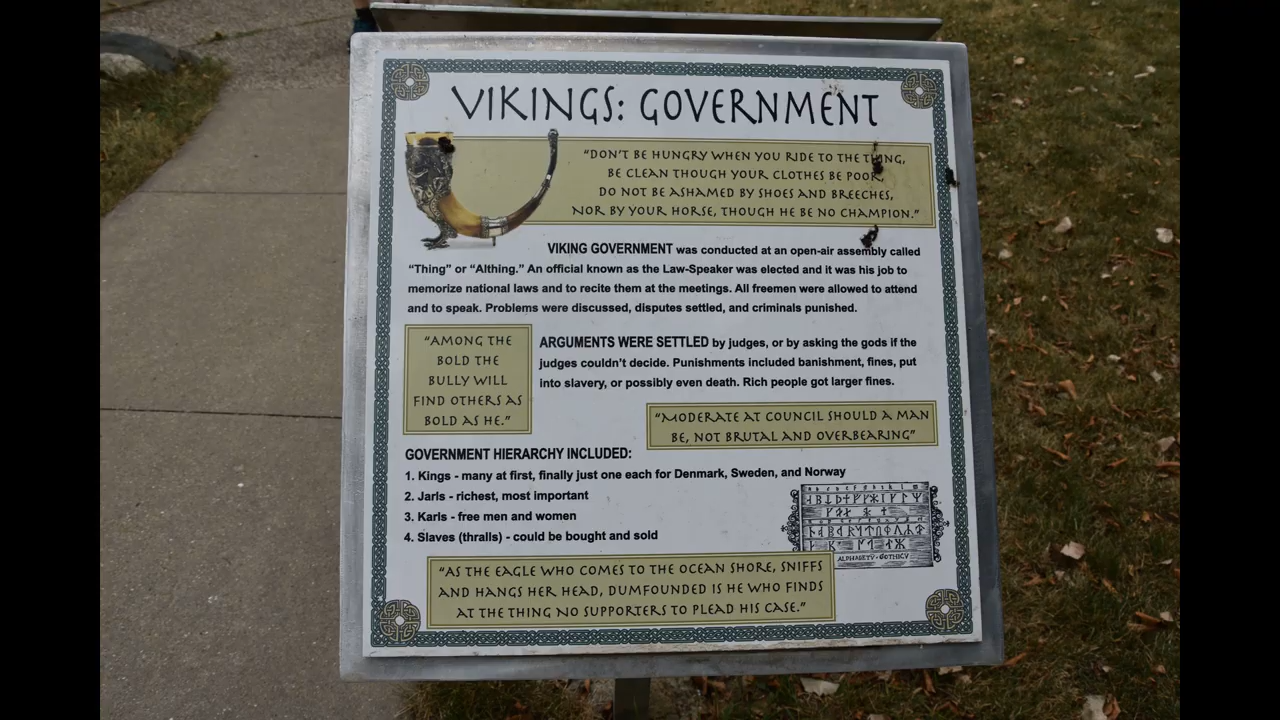 VIKINGS: GOVERNMENT
"DON'T BE HUNGRY WHEN YOU RIDE TO THE THING,
BE CLEAN THOUGH YOUR CLOTHES BE POOR,
DO NOT BE ASHAMED BY SHOES AND BREECHES,
NOR BY YOUR HORSE, THOUGH HE BE NO CHAMPION."
VIKING GOVERNMENT was conducted at an open-air assembly called
"Thing" or "Althing." An official known as the Law-Speaker was elected and it was his job to
memorize national laws and to recite them at the meetings. All freemen were allowed to attend
and to speak. Problems were discussed, disputes settled, and criminals punished.
"AMONG THE
BOLD THE
BULLY WILL
FIND OTHERS AS
BOLD AS HE."
ARGUMENTS WERE SETTLED by judges, or by asking the gods if the
judges couldn't decide. Punishments included banishment, fines, put
into slavery, or possibly even death. Rich people got larger fines.
"MODERATE AT COUNCIL SHOULD A MAN
BE, NOT BRUTAL AND OVERBEARING"
GOVERNMENT HIERARCHY INCLUDED:
1. Kings - many at first, finally just one each for Denmark, Sweden, and Norway
2. Jarls - richest, most important
3. Karls - free men and women
4. Slaves (thralls) - could be bought and sold
ALPHABETV·GOTHICV
"AS THE EAGLE WHO COMES TO THE OCEAN SHORE, SNIFFS
AND HANGS HER HEAD, DUMFOUNDED IS HE WHO FINDS
AT THE THING NO SUPPORTERS TO PLEAD HIS CASE."